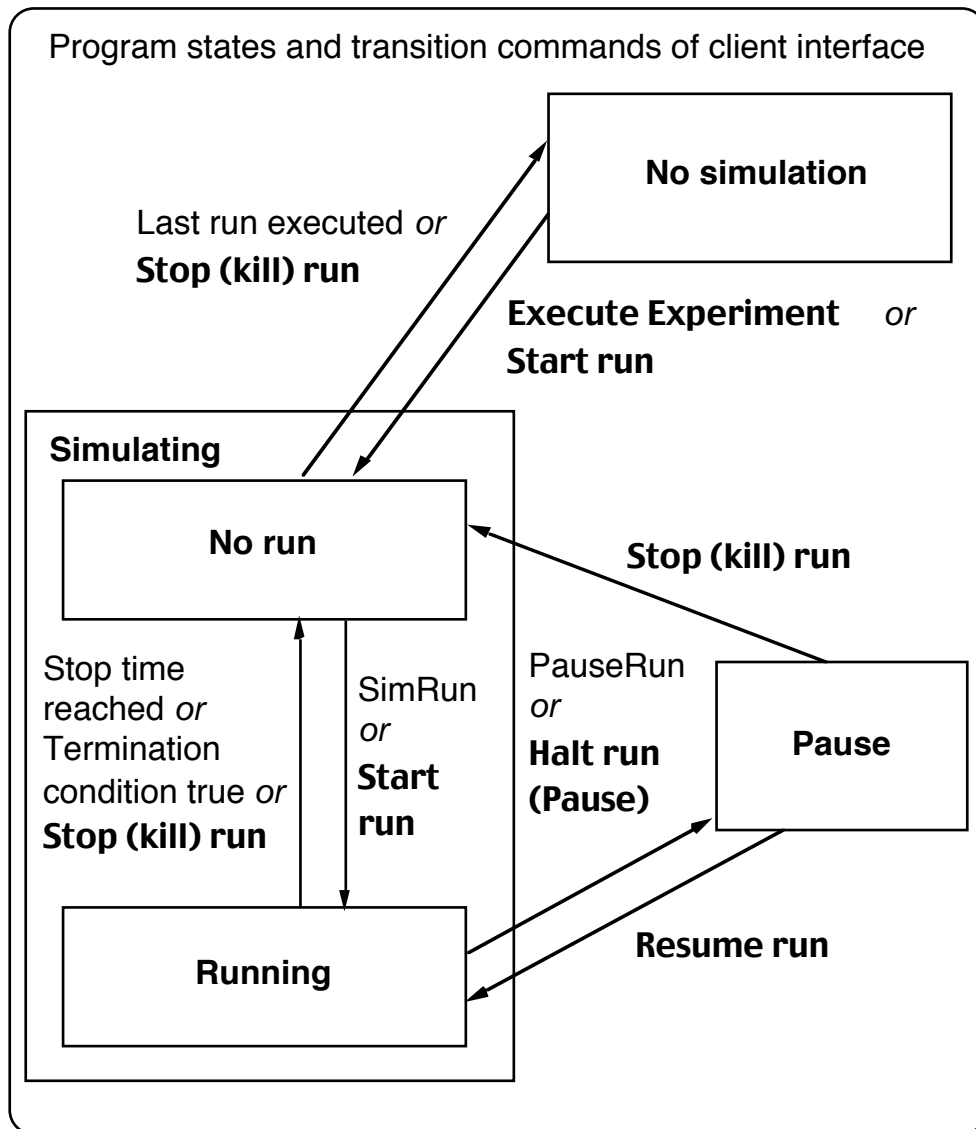 Program states and transition commands of client interface
No simulation
Last run executed or
Stop (kill) run
Execute Experiment or
Start run
Simulating
No run
Stop (kill) run
Stop time
reached or
Termination
condition true or
Stop (kill) run
SimRun
or
Start
run
PauseRun
or
Halt run
(Pause)
Pause
Running
Resume run